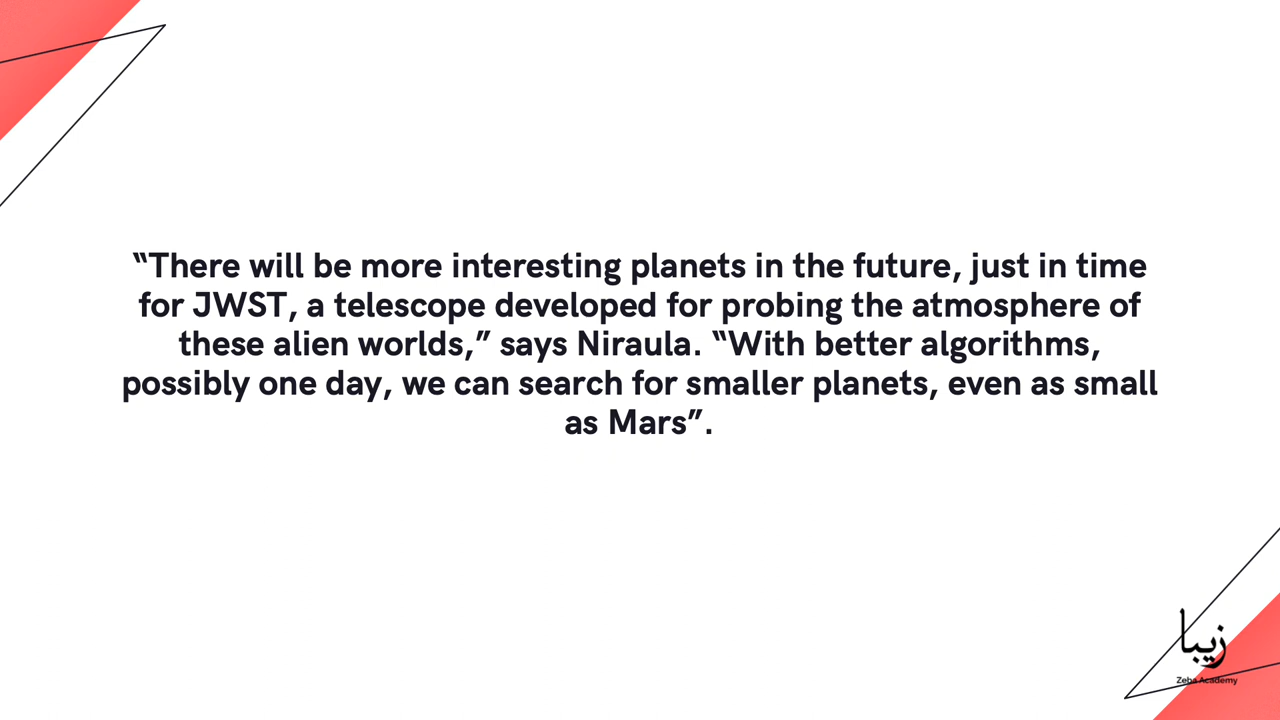 “There will be more interesting planets in the future, just in time
for JWST, a telescope developed for probing the atmosphere of
these alien worlds,” says Niraula. “With better algorithms,
possibly one day, we can search for smaller planets, even as small
as Mars”.
زيبا
Zeba Academy